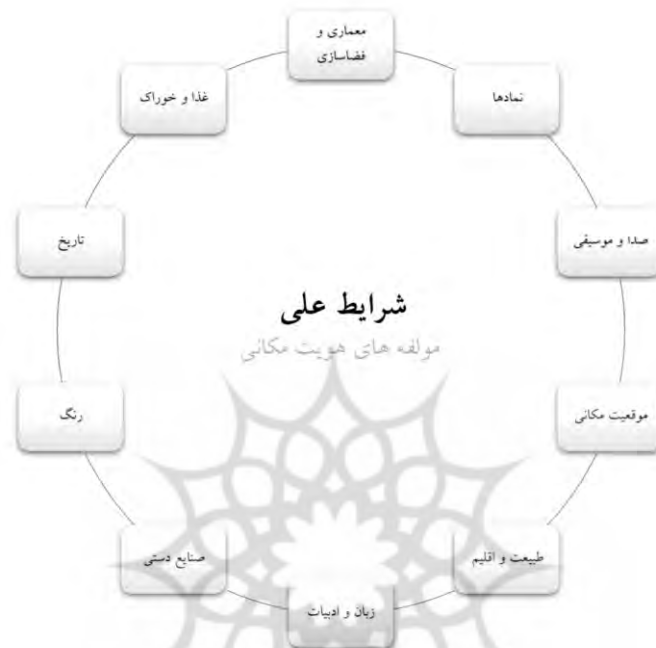 معماری و
فضاسازی
نمادها
صدا و موسیقی
موقعیت مکانی
طبیعت و اقلیم
زبان و ادبیات
صنایع دستی
رنگ
تاریخ
غذا و خوراک
شرایط علی
مولفه های هویت مکانی